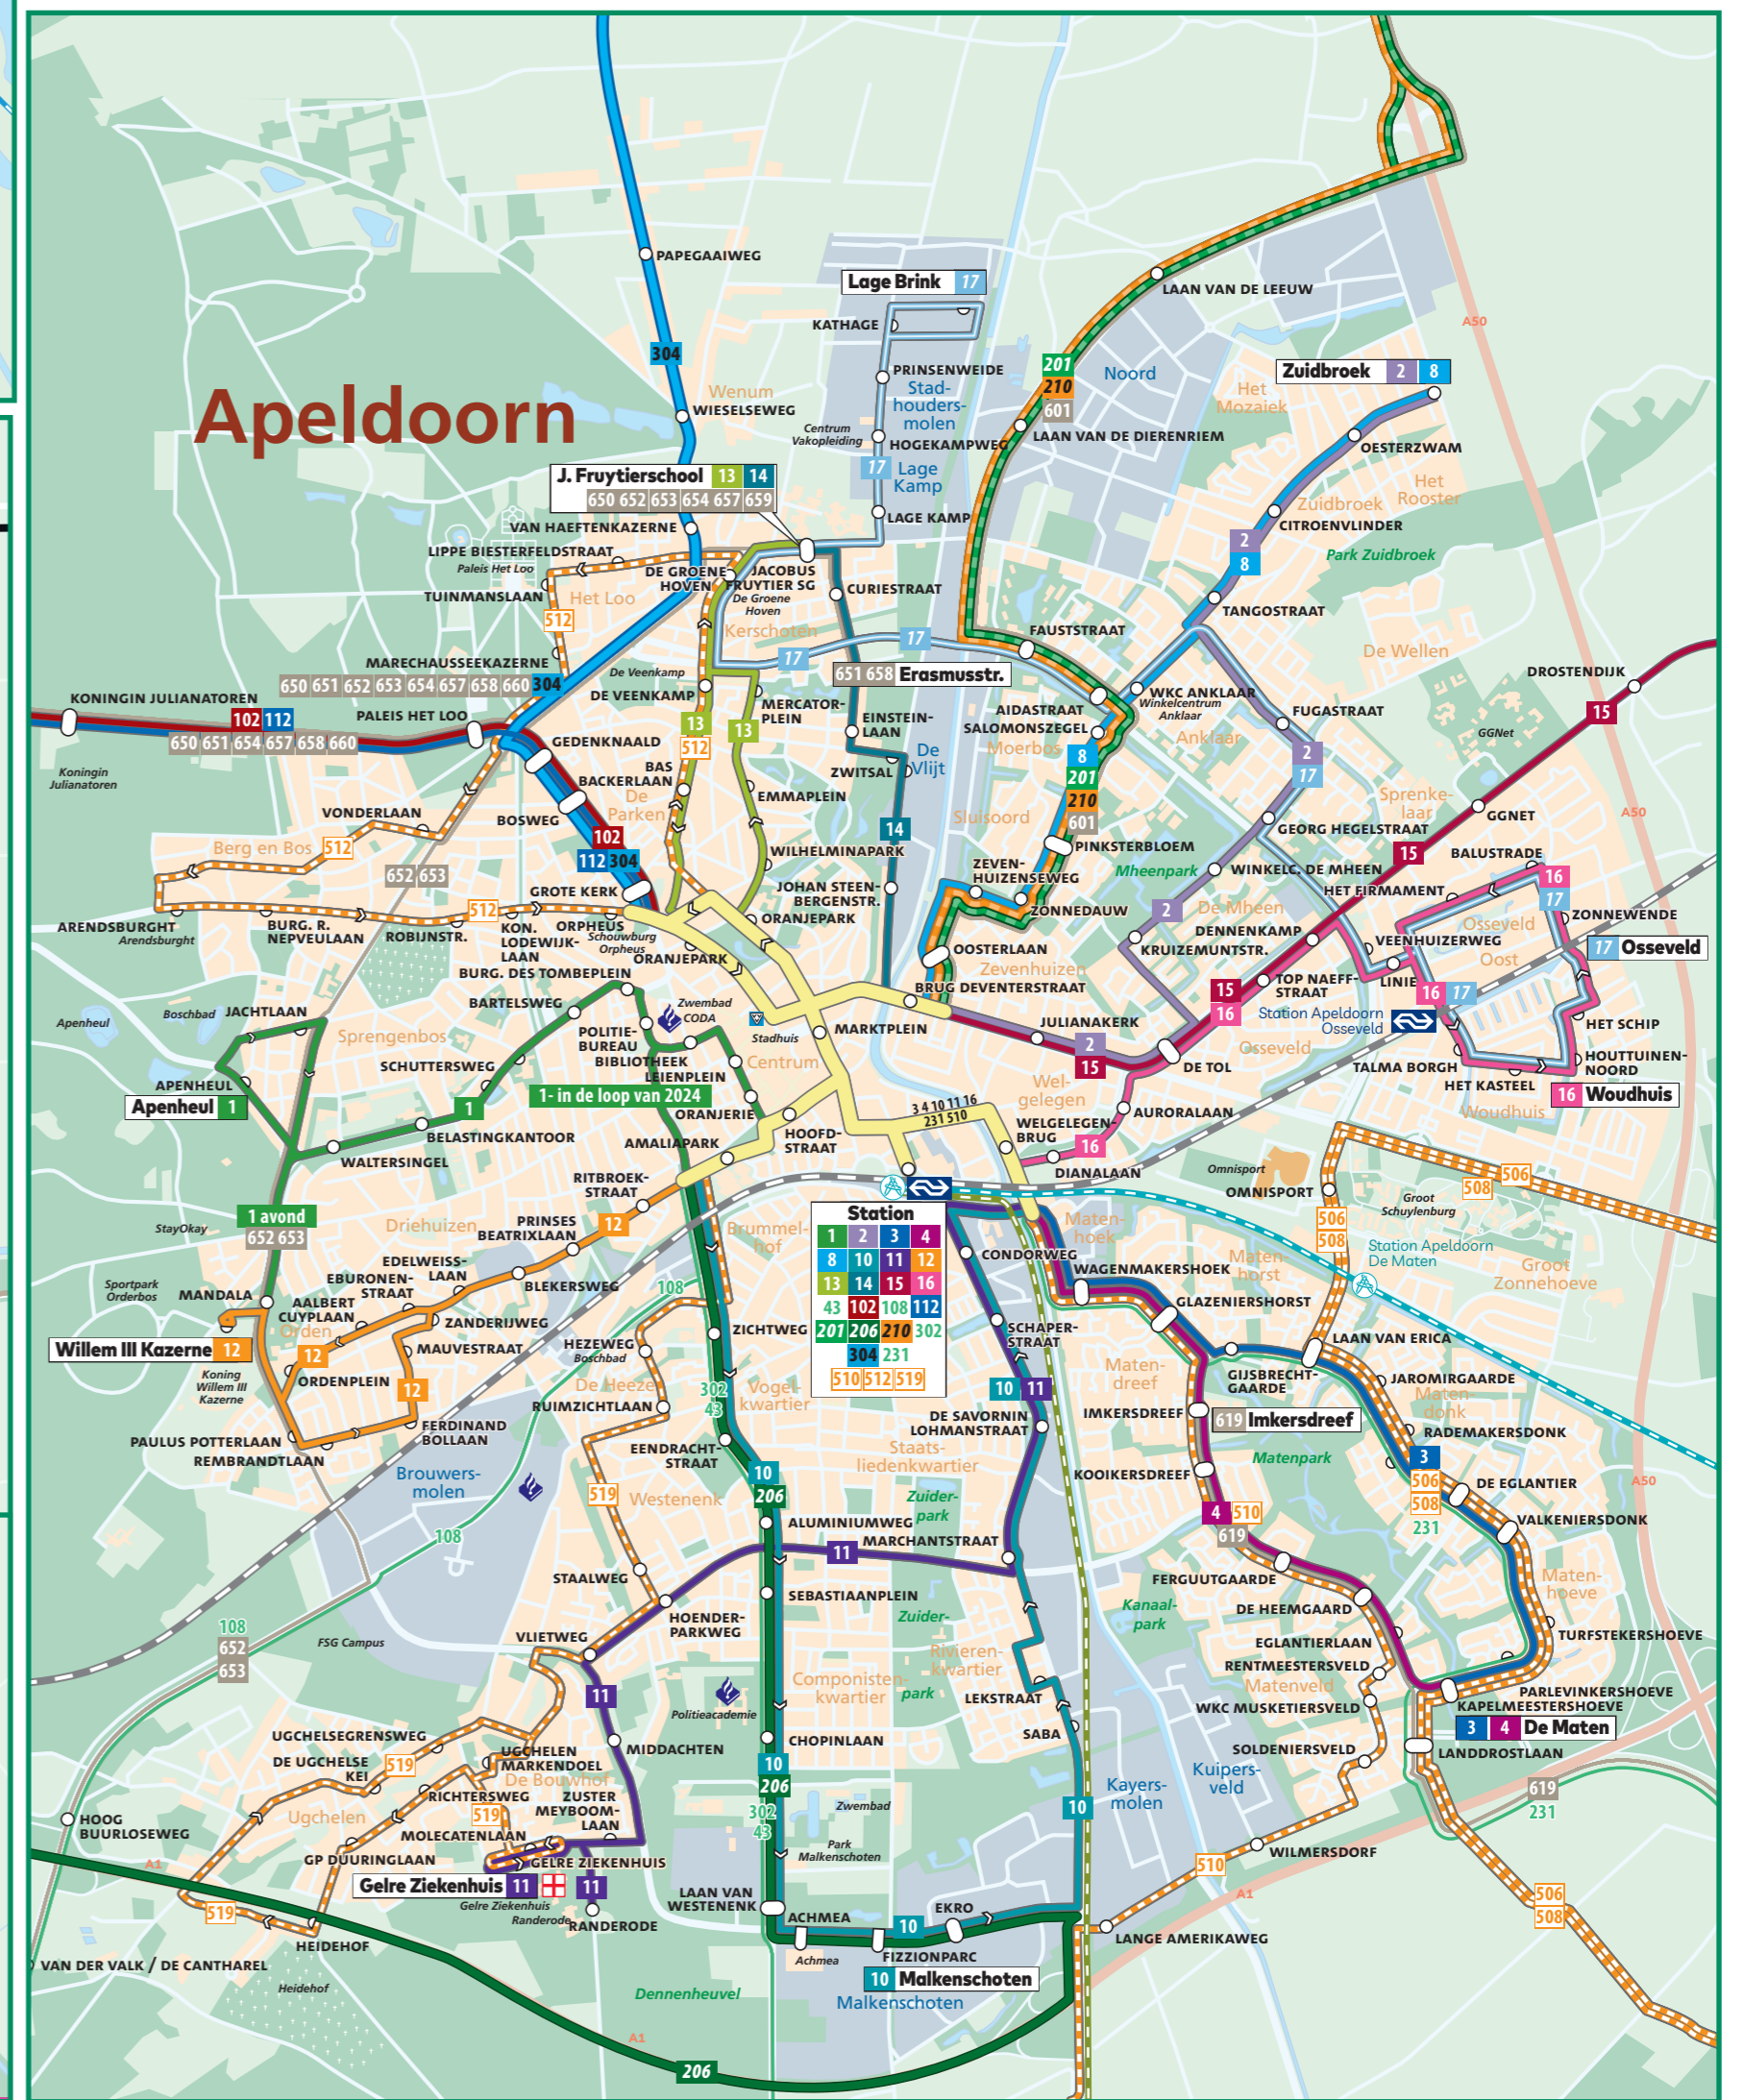 Apeldoorn
PAPEGAAIWEG
304
WIESELSEWEG
Wenum
Lage Brink 17
KATHAGE
PRINSENWEIDE
Stad-
houders-
molen
Centrum
Vakopleiding
HOGEKAMPWEG
17
Lage
Kamp
LAGE KAMP
LAAN VAN DE LEEUW
201
210
601
Noord
LAAN VAN DE DIERENRIEM
A50
Zuidbroek 2 8
Het
Mozaïek
OESTERZWAM
Het
Rooster
Zuidbroek
CITROENVLINDER
2
8
Park Zuidbroek
TANGOSTRAAT
J. Fruytierschool 13 14
650 652 653 654 657 659
VAN HAEFTENKAZERNE
LIPPE BIESTERFELDSTRAAT
Paleis Het Loo
TUINMANSLAAN
Het Loo
512
DE GROENE
HOVEN
JACOBUS
FRUYTIER SG
De Groene
Hoven
CURIESTRAAT
Kerschoten
17
17
FAUSTSTRAAT
De Wellen
MARECHAUSSEEKAZERNE
650 651 652 653 654 657 658 660 304
De Veenkamp
DE VEENKAMP
651 658 Erasmusstr.
KONINGIN JULIANATOREN
102 112
650 651 654 657 658 660
PALEIS HET LOO
Koningin
Julianatoren
GEDENKNAALD
13
512
13
MERCATOR-
PLEIN
EINSTEIN-
LAAN
De
Vlijt
ZWITSAL
AIDASTRAAT
SALOMONSZEGEL
Moerbos
WKC ANKLAAR
Winkelcentrum
Anklaar
Anklaar
FUGASTRAAT
2
17
DROSTENDIJK
15
GGNet
BAS
BACKERLAAN
De
Parken
EMMAPLEIN
BOSWEG
VONDERLAAN
Berg en Bos
512
652 653
102
112 304
WILHELMINAPARK
14
Sluisoord
8
201
210
601
PINKSTERBLOEM
Mheenpark
GEORG HEGELSTRAAT
Sprenke-
laar
GGNET
A50
15
BALUSTRADE
WINKELC. DE MHEEN
HET FIRMAMENT
16
17
ZEVEN-
HUIZENSEWEG
ZONNEDAUW
2
De Mheen
GROTE KERK
512
JOHAN STEEN-
BERGENSTR.
ORANJEPARK
ARENDSBURGHT
Arendsburght
BURG. R.
NEPVEULAAN
ROBIJNSTR.
KON.
LODEWIJK-
LAAN
ORPHEUS
Schouwburg
Orpheus
ORANJEPARK
OOSTERLAAN
Zevenhuizen
BRUG DEVENTERSTRAAT
KRUIZEMUNTSTR.
DENNENKAMP
Osseveld
Oost
ZONNEWENDE
VEENHUIZERWEG
17 Osseveld
LINIE
16 17
TOP NAEFF-
STRAAT
15
16
Station Apeldoorn
Osseveld
HET SCHIP
BURG. DES TOMBEPLEIN
BARTELSWEG
Zwembad
CODA
Stadhuis
POLITIE-
BUREAU
BIBLIOTHEEK
LEIENPLEIN
Centrum
MARKTPLEIN
JULIANAKERK
2
15
Wel-
gelegen
DE TOL
Osseveld
TALMA BORGH
HET KASTEEL
HOUTTUINEN-
NOORD
16 Woudhuis
Woudhuis
Apenheul
Boschbad
JACHTLAAN
Sprengenbos
SCHUTTERSWEG
APENHEUL
Apenheul 1
1
1- in de loop van 2024
BELASTINGKANTOOR
WALTERSINGEL
ORANJERIE
AMALIAPARK
HOOFD-
STRAAT
3 4 10 11 16
231 510
WELGELEGEN-
BRUG
AURORALAAN
16
DIANALAAN
Omnisport
OMNISPORT
506
508
Groot
Schuylenburg
506
508
Station Apeldoorn
De Maten
Groot
Zonnehoeve
1 avond
652 653
StayOkay
Driehuizen
RITBROEK-
STRAAT
PRINSES
BEATRIXLAAN
12
Brummel-
hof
Station
1 2 3 4
8 10 11 12
13 14 15 16
43 102 108 112
201 206 210 302
304 231
510 512 519
Maten-
hoek
CONDORWEG
WAGENMAKERSHOEK
Maten-
horst
GLAZENIERSHORST
Sportpark
Orderbos
MANDALA
EDELWEISS-
LAAN
EBURONEN-
STRAAT
AALBERT
CUYPLAAN
BLEKERSWEG
108
Orden
ZANDERIJWEG
Willem III Kazerne 12
Koning
Willem III
Kazerne
12
MAUVESTRAAT
ORDENPLEIN
12
HEZEWEG
Boschbad
De Heeze
ZICHTWEG
RUIMZICHTLAAN
302
43
Vogel-
kwartier
SCHAPER-
STRAAT
10 11
Maten-
dreef
GIJSBRECHT-
GAARDE
LAAN VAN ERICA
JAROMIRGAARDE
Maten-
donk
FERDINAND
BOLLAAN
PAULUS POTTERLAAN
REMBRANDTLAAN
Brouwers-
molen
EENDRACHT-
STRAAT
DE SAVORNIN
LOHMANSTRAAT
Staats-
liedenkwartier
IMKERSDREEF
619 Imkersdreef
Matenpark
RADEMAKERSDONK
3
506
508
231
DE EGLANTIER
A50
KOOIKERSDREEF
519
Westenenk
10
206
ALUMINIUMWEG
Zuider-
park
MARCHANTSTRAAT
11
4 510
619
VALKENIERSDONK
108
STAALWEG
SEBASTIAANPLEIN
Zuider-
park
HOENDER-
PARKWEG
FERGUUTGAARDE
DE HEEMGAARD
Kanaal-
park
Maten-
hoeve
TURFSTEKERSHOEVE
108
652
653
FSG Campus
VLIETWEG
11
Politieacademie
Componisten-
kwartier
Rivieren-
kwartier
LEKSTRAAT
SABA
EGLANTIERLAAN
RENTMEESTERSVELD
Matenveld
WKC MUSKETIERSVELD
PARLEVINKERSHOEVE
KAPELMEESTERSHOEVE
3 4 De Maten
LANDDROSTLAAN
SOLDENIERSVELD
UGCHELSEGRENSWEG
DE UGCHELSE
KEI
519
UGCHELEN
MARKENDOEL
De Bouwhof
MIDDACHTEN
CHOPINLAAN
10
206
302
43
Kayers-
molen
Kuipers-
veld
10
619
231
HOOG
BUURLOSEWEG
Ugchelen
RICHTERSWEG
519
ZUSTER
MEYBOOM-
LAAN
MOLECATENLAAN
Zwembad
Park
Malkenschoten
WILMERSDORF
510
A1
GP DUURINGLAAN
GELRE ZIEKENHUIS
Gelre Ziekenhuis 11
11
Gelre Ziekenhuis
Randerode
RANDERODE
LAAN VAN
WESTENENK
ACHMEA
Achmea
10
EKRO
FIZZIONPARC
LANGE AMERIKAWEG
A1
506
508
519
HEIDEHOF
VAN DER VALK / DE CANTHAREL
Heidehof
10 Malkenschoten
Malkenschoten
Dennenheuvel
A1
206